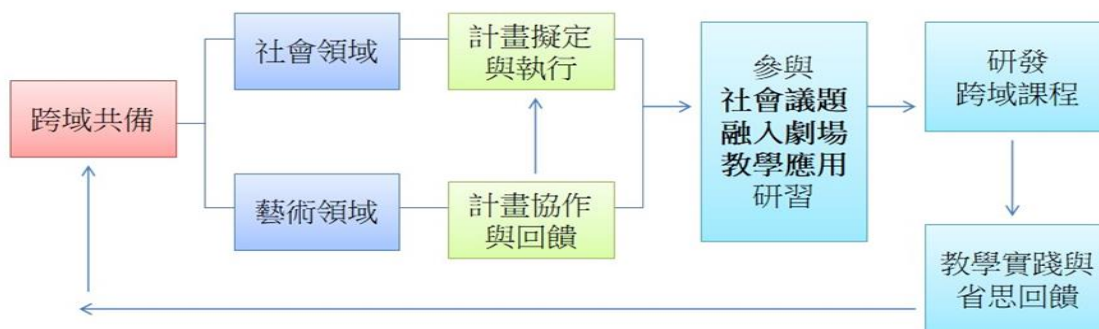 跨域共備
社會領域
藝術領域
計畫擬定
與執行
計畫協作
與回饋
參與
社會議題
融入劇場
教學應用
研習
研發
跨域課程
教學實踐與
省思回饋